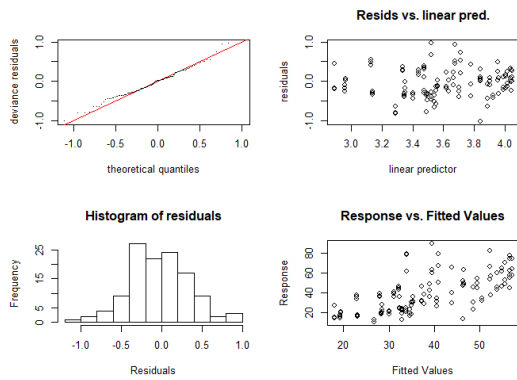 deviance residuals
-1.0 0.0 1.0
-1.0 -0.5 0.0 0.5 1.0
theoretical quantiles
Resids vs. linear pred.
residuals
-1.0 0.0 1.0
3.0 3.2 3.4 3.6 3.8 4.0
linear predictor
Histogram of residuals
Frequency
0 5 15 25
-1.0 -0.5 0.0 0.5 1.0
Residuals
Response vs. Fitted Values
Response
20 40 60 80
20 30 40 50
Fitted Values